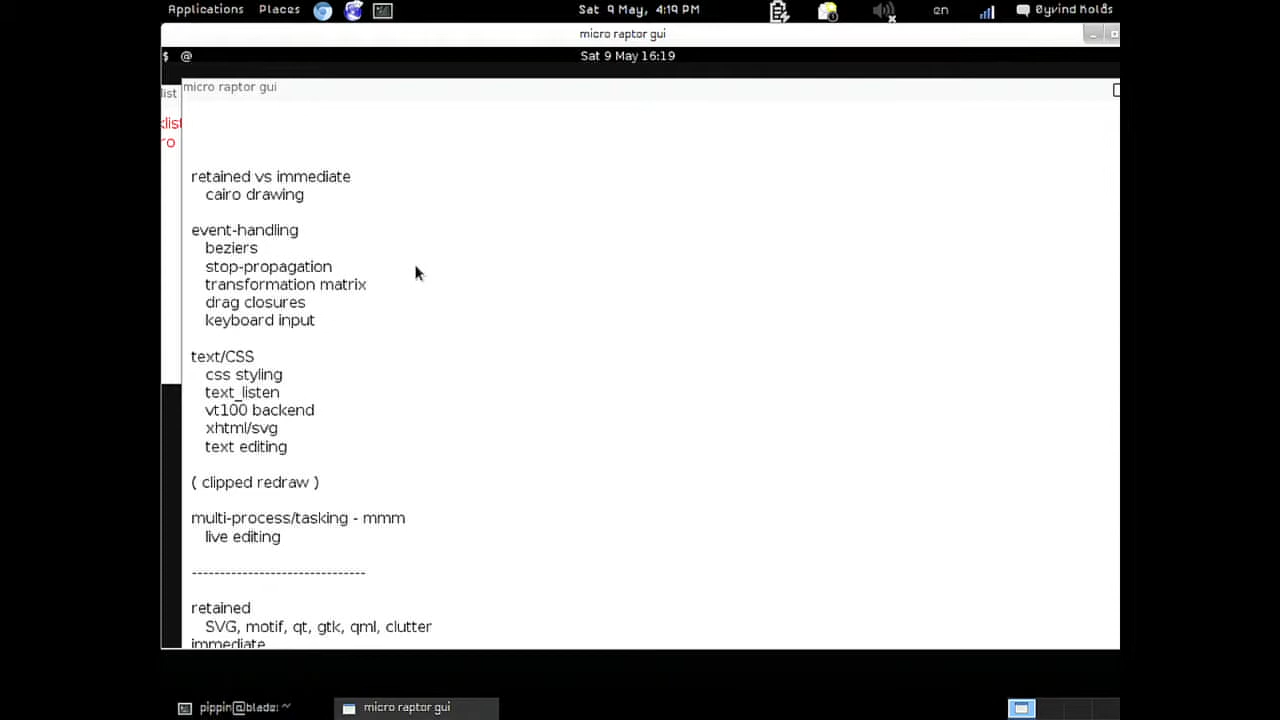 Applications Places Sat 9 May, 4:19 PM en Øyvind Kolås
micro raptor gui
$ @ Sat 9 May 16:19
list micro raptor gui
klist
ro
retained vs immediate
cairo drawing
event-handling
beziers
stop-propagation
transformation matrix
drag closures
keyboard input
text/CSS
css styling
text_listen
vt100 backend
xhtml/svg
text editing
( clipped redraw )
multi-process/tasking - mmm
live editing
-------------------------------
retained
SVG, motif, qt, gtk, qml, clutter
immediate
pippin@blade: ~ micro raptor gui